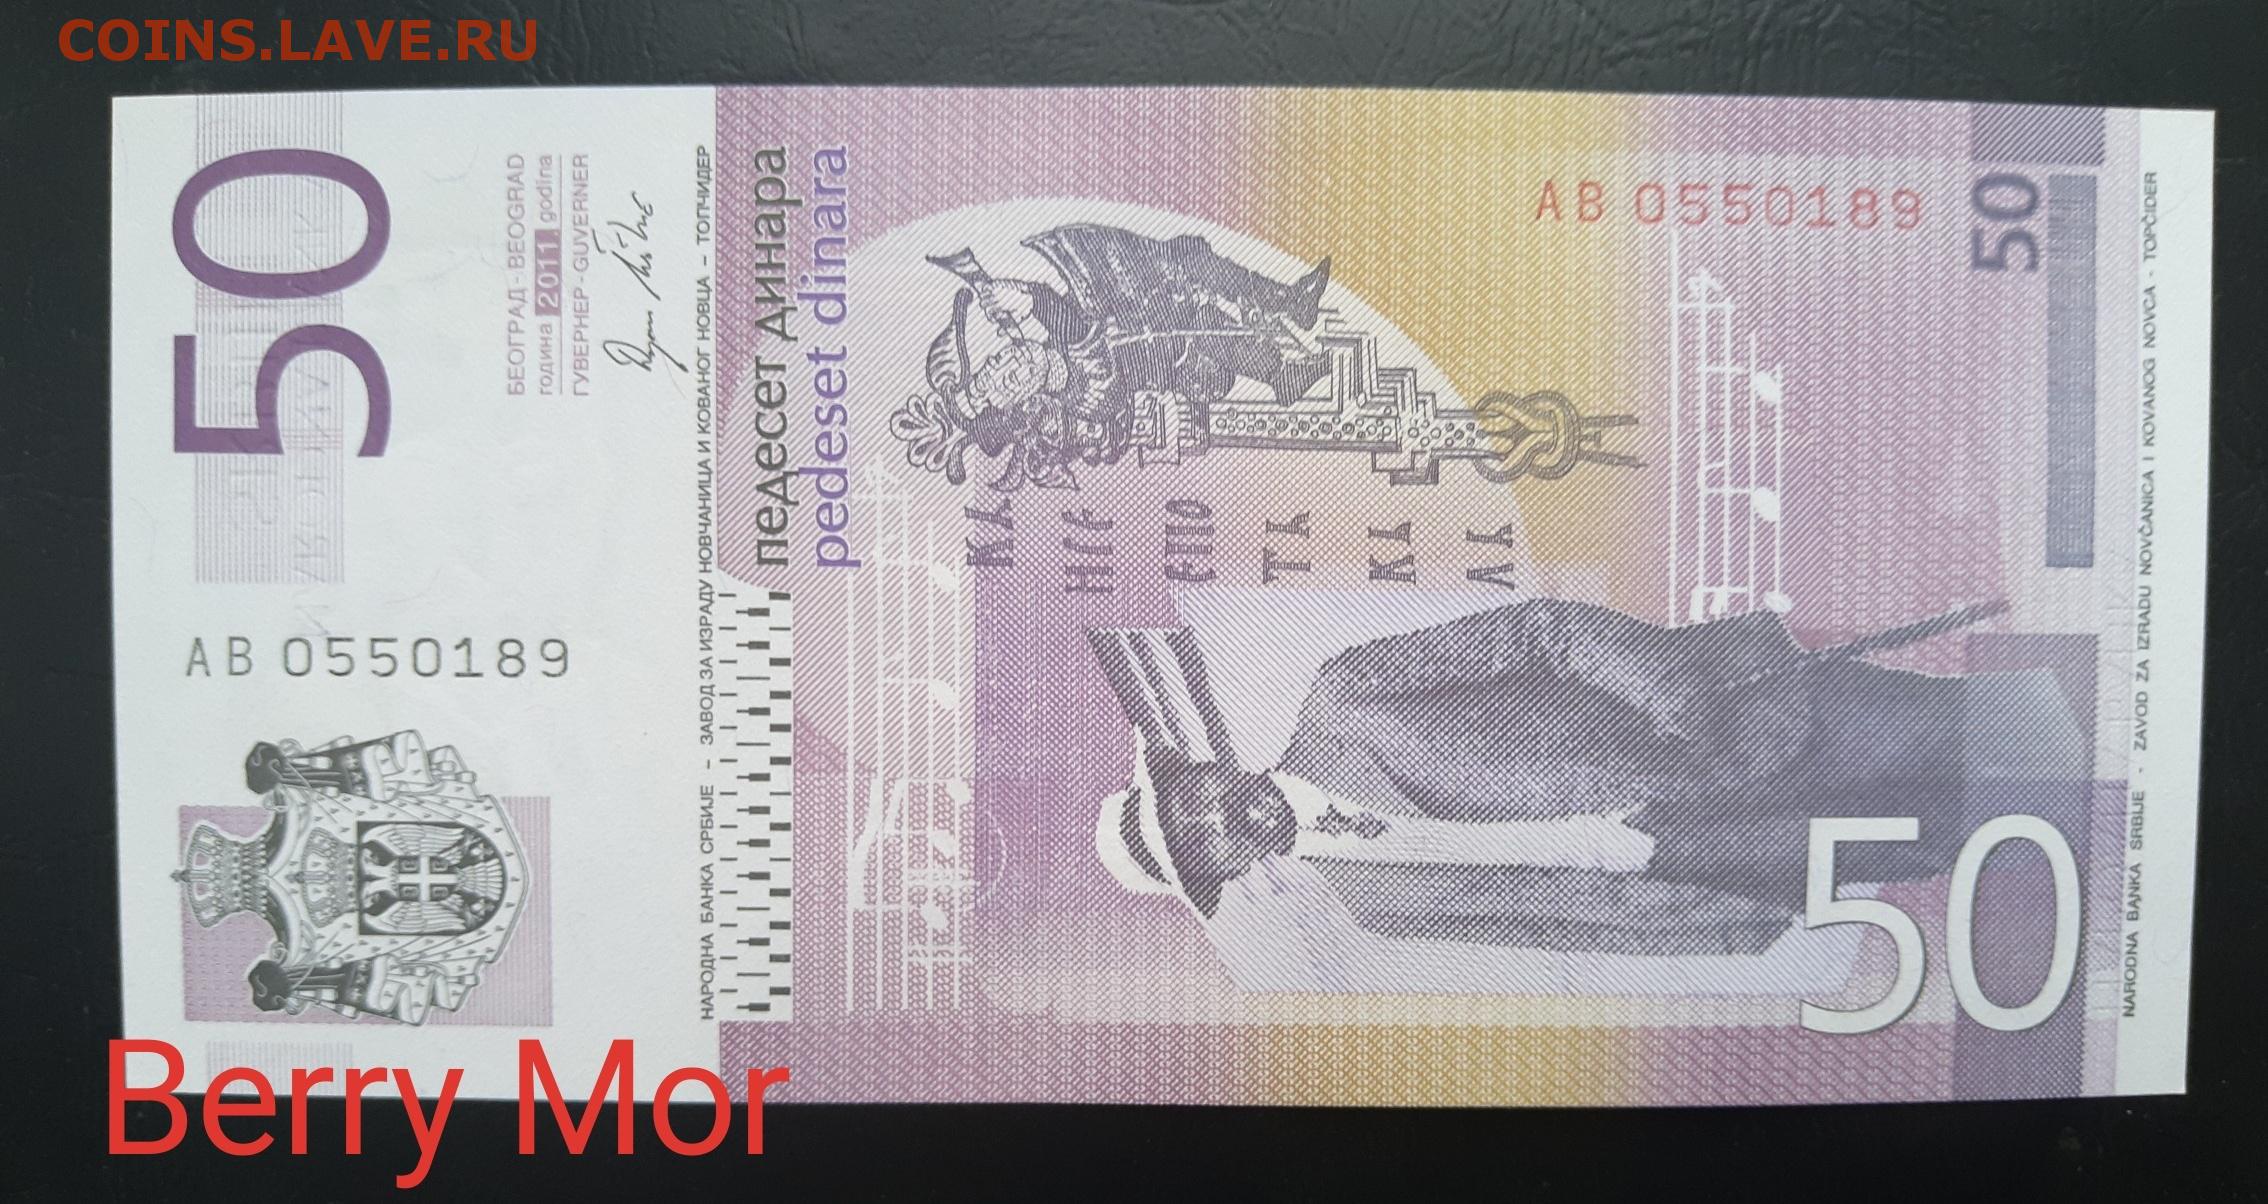 COINS.LAVE.RU
50
БЕОГРАД - BEOGRAD
година 2011. godina
ГУВЕРНЕР - GUVERNER
AB 0550189
НАРОДНА БАНКА СРБИЈЕ – ЗАВОД ЗА ИЗРАДУ НОВЧАНИЦА И КОВАНОГ НОВЦА – ТОПЧИДЕР
педесет динара
pedeset dinara
AB 0550189
50
50
NARODNA BANKA SRBIJE - ZAVOD ZA IZRADU NOVČANICA I KOVANOG NOVCA - TOPČIDER
Berry Mor